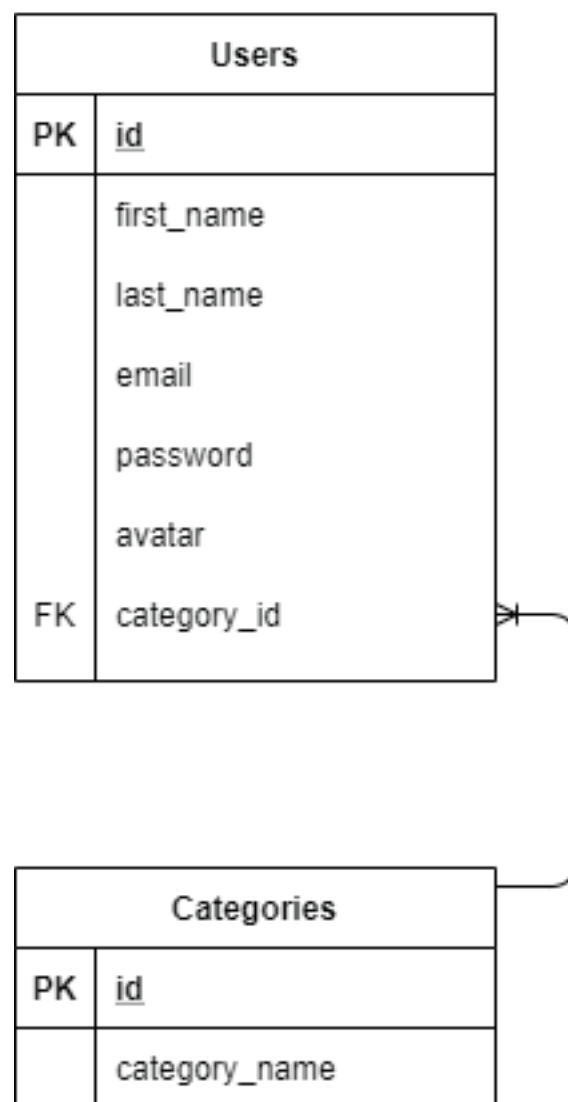 Users
PK id
first_name
last_name
email
password
avatar
FK category_id
Categories
PK id
category_name